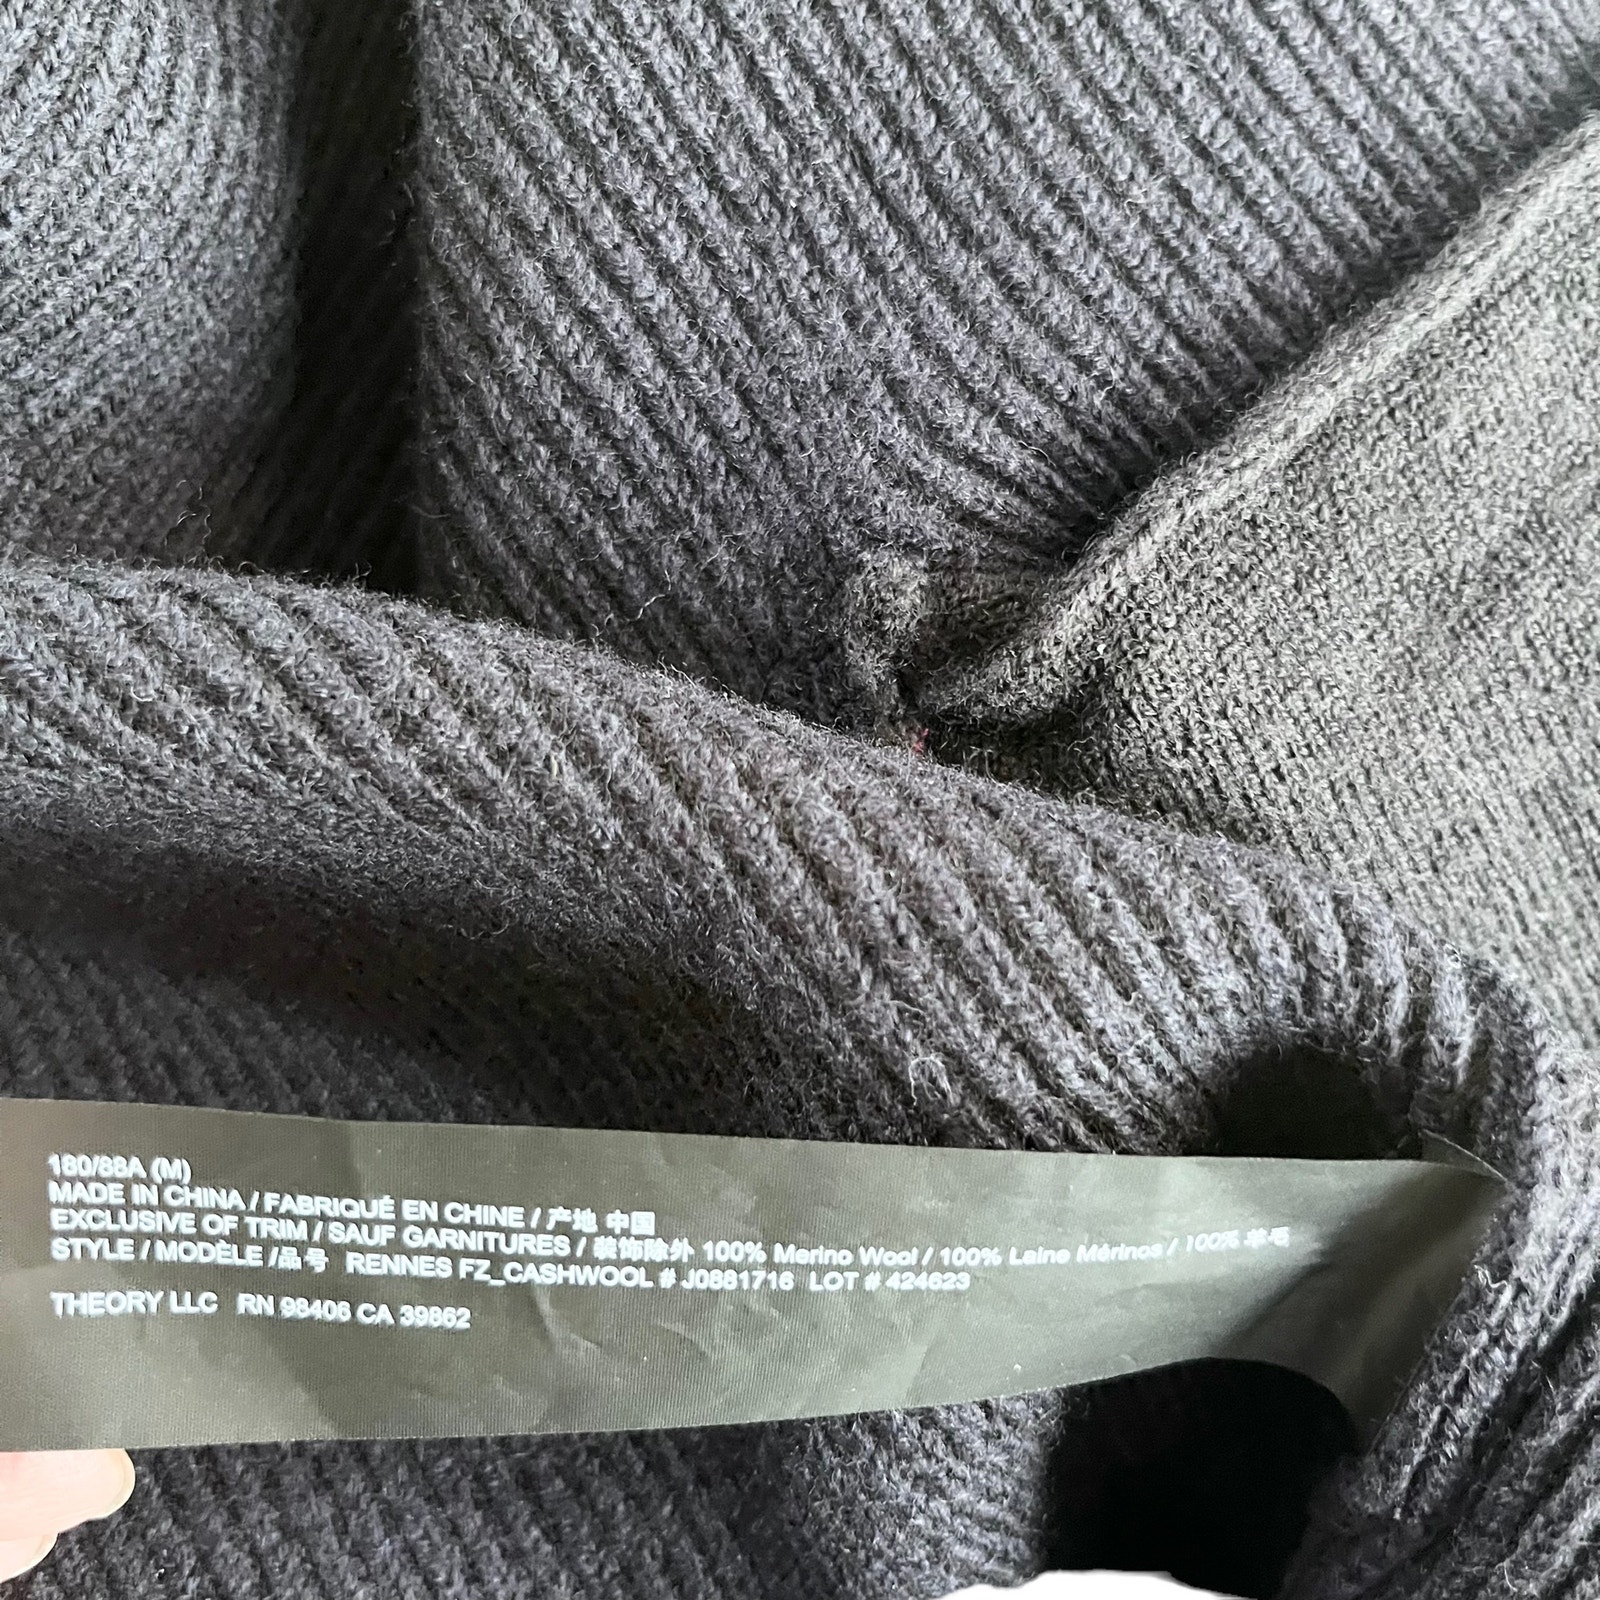 180/88A (M)
MADE IN CHINA / FABRIQUÉ EN CHINE / 产地 中国
EXCLUSIVE OF TRIM / SAUF GARNITURES / 装饰除外 100% Merino Wool / 100% Laine Mérinos / 100% 羊毛
STYLE / MODÈLE /品号 RENNES FZ_CASHWOOL # J0881716 LOT # 424623
THEORY LLC RN 98406 CA 39862